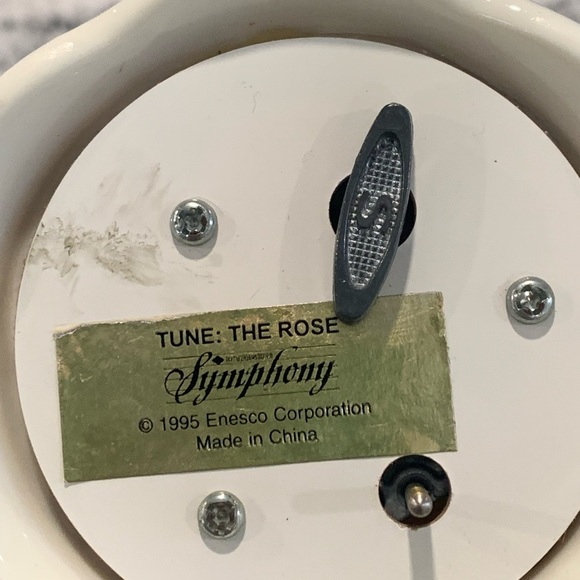 TUNE: THE ROSE
Symphony
© 1995 Enesco Corporation
Made in China